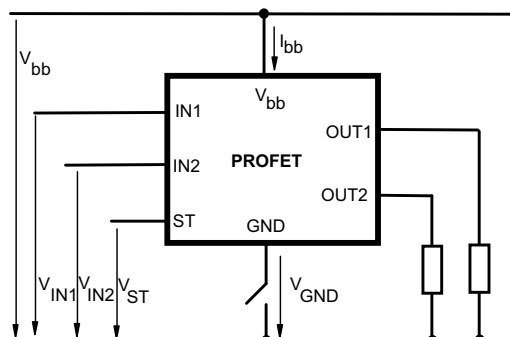 V_bb
I_bb
V_bb
IN1
OUT1
IN2
PROFET
OUT2
ST
GND
V_IN1
V_IN2
V_ST
V_GND